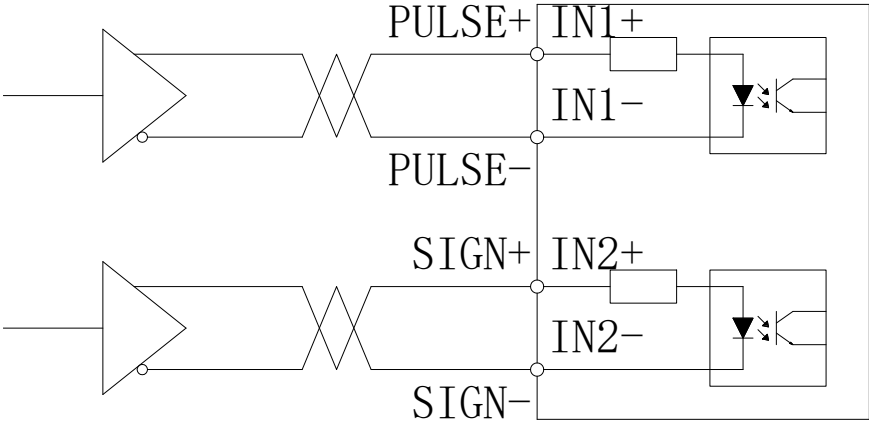 PULSE+ IN1+
IN1-
PULSE-
SIGN+ IN2+
IN2-
SIGN-